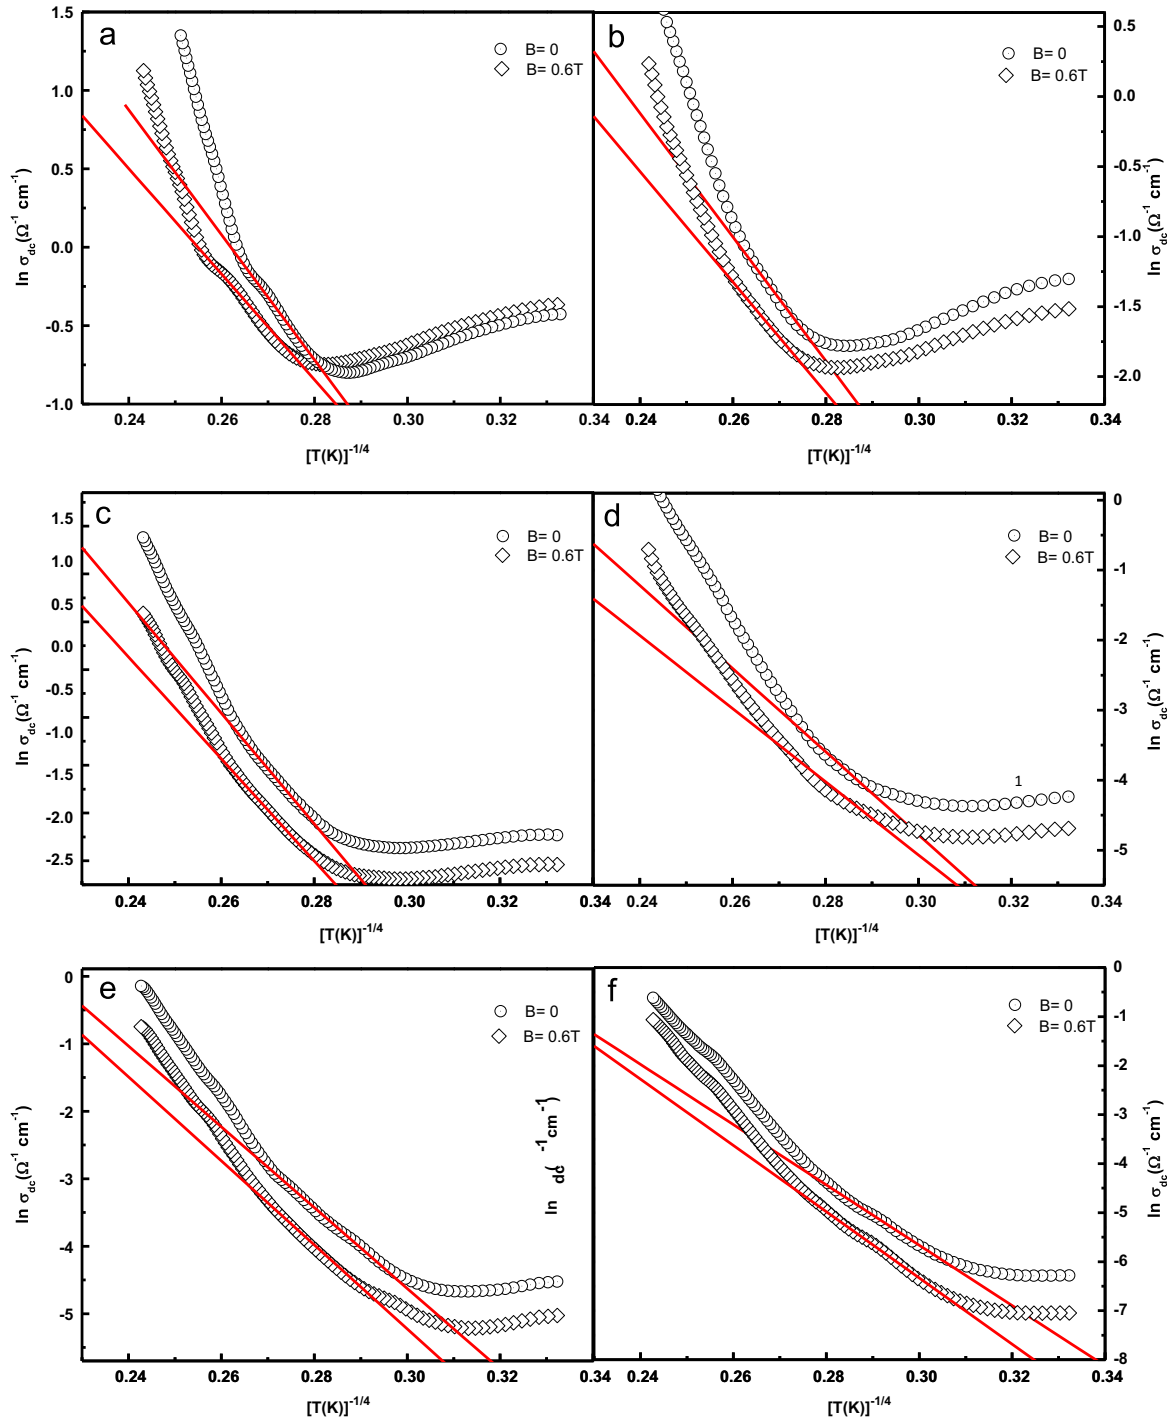 a
B= 0
B= 0.6T
1.5
1.0
0.5
0.0
-0.5
-1.0
ln σdc(Ω-1 cm-1)
0.24 0.26 0.28 0.30 0.32 0.34
[T(K)]-1/4
b
B= 0
B= 0.6T
0.5
0.0
-0.5
-1.0
-1.5
-2.0
ln σdc(Ω-1 cm-1)
0.24 0.26 0.28 0.30 0.32 0.34
[T(K)]-1/4
c
B= 0
B= 0.6T
1.5
1.0
0.5
0.0
-0.5
-1.0
-1.5
-2.0
-2.5
ln σdc(Ω-1 cm-1)
0.24 0.26 0.28 0.30 0.32 0.34
[T(K)]-1/4
d
B= 0
B= 0.6T
0
-1
-2
-3
-4
-5
1
ln σdc(Ω-1 cm-1)
0.24 0.26 0.28 0.30 0.32 0.34
[T(K)]-1/4
e
B= 0
B= 0.6T
0
-1
-2
-3
-4
-5
ln σdc(Ω-1 cm-1)
0.24 0.26 0.28 0.30 0.32 0.34
[T(K)]-1/4
ln dc( -1cm-1)
f
B= 0
B= 0.6T
0
-1
-2
-3
-4
-5
-6
-7
-8
ln σdc(Ω-1 cm-1)
0.24 0.26 0.28 0.30 0.32 0.34
[T(K)]-1/4